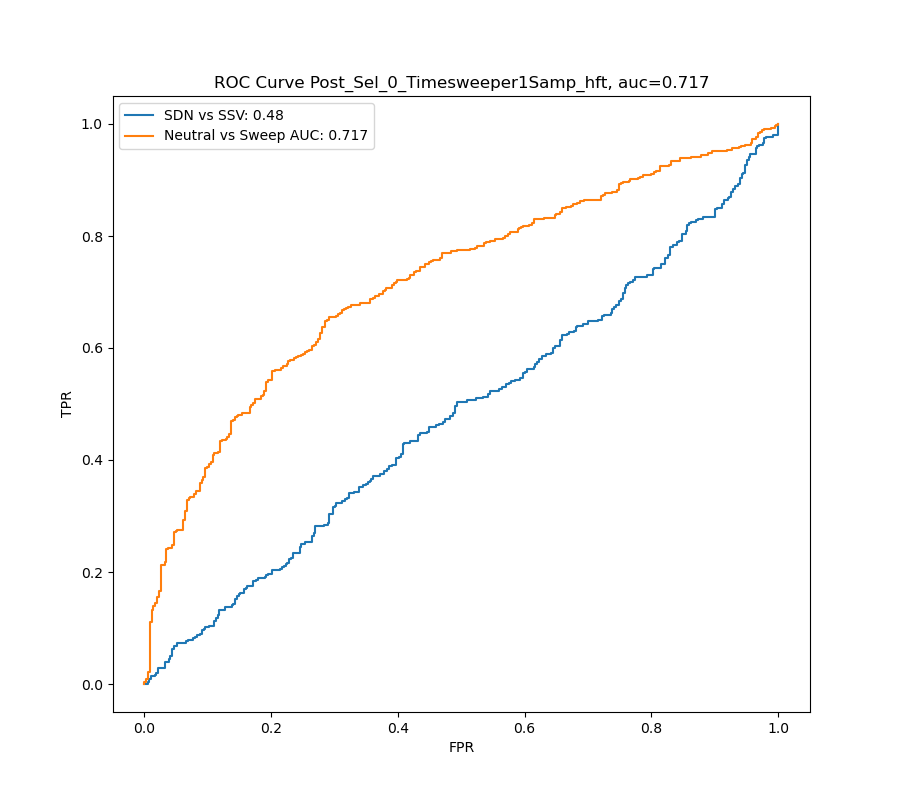 ROC Curve Post_Sel_0_Timesweeper1Samp_hft, auc=0.717
SDN vs SSV: 0.48
Neutral vs Sweep AUC: 0.717
1.0
0.8
0.6
0.4
0.2
0.0
TPR
0.0 0.2 0.4 0.6 0.8 1.0
FPR